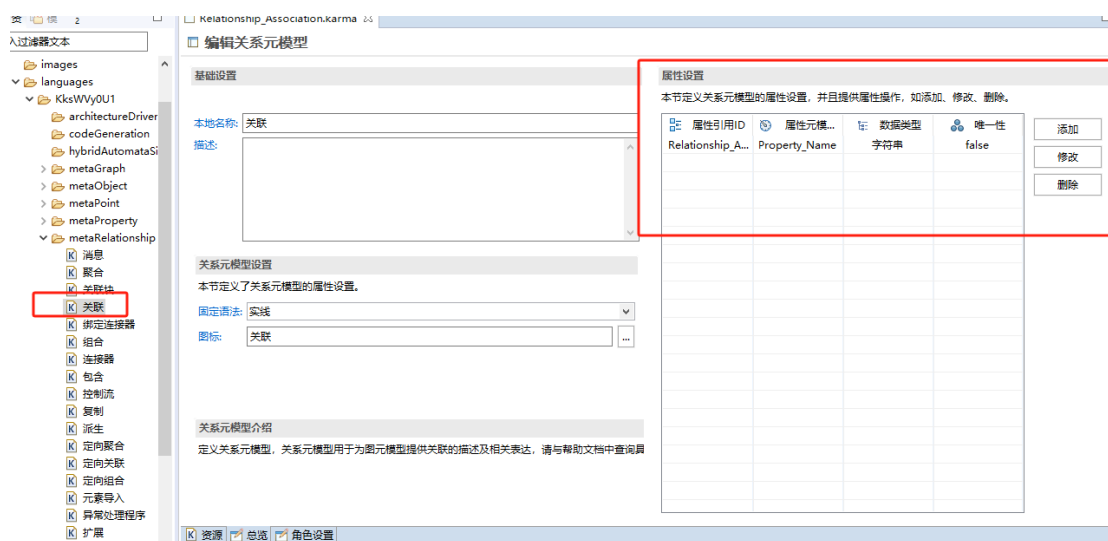 资 模 2
Relationship_Association.karma
入过滤器文本
images
languages
KksWVy0U1
architectureDriver
codeGeneration
hybridAutomataSi
metaGraph
metaObject
metaPoint
metaProperty
metaRelationship
消息
聚合
关联块
关联
绑定连接器
组合
连接器
包含
控制流
复制
派生
定向聚合
定向关联
定向组合
元素导入
异常处理程序
扩展
编辑关系元模型
基础设置
本地名称: 关联
描述:
关系元模型设置
本节定义了关系元模型的属性设置。
固定语法: 实线
图标: 关联 ...
关系元模型介绍
定义关系元模型，关系元模型用于为图元模型提供关联的描述及相关表达，请与帮助文档中查询具
属性设置
本节定义关系元模型的属性设置，并且提供属性操作，如添加、修改、删除。
属性引用ID 属性元模... 数据类型 唯一性
Relationship_A... Property_Name 字符串 false
添加
修改
删除
资源 总览 角色设置